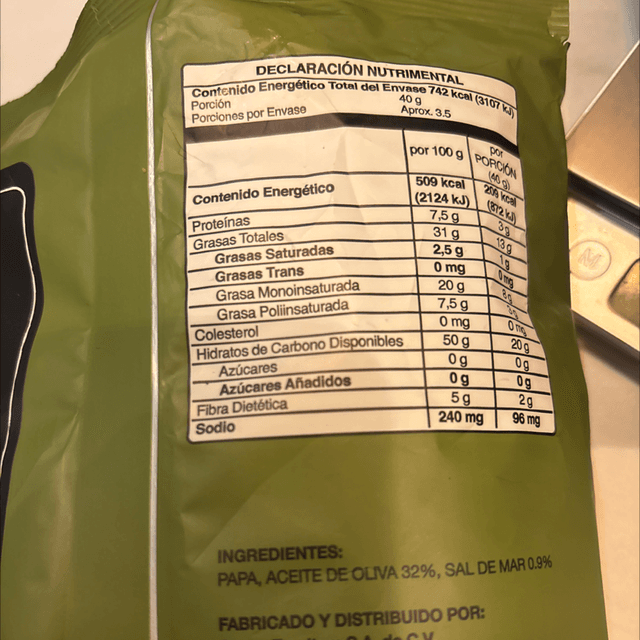 DECLARACIÓN NUTRIMENTAL
Contenido Energético Total del Envase 742 kcal (3107 kJ)
Porción 40 g
Porciones por Envase Aprox. 3.5
por 100 g por PORCIÓN (40 g)
Contenido Energético 509 kcal (2124 kJ) 205 kcal (872 kJ)
Proteínas 7,5 g 3 g
Grasas Totales 31 g 13 g
Grasas Saturadas 2,5 g 1 g
Grasas Trans 0 mg 0 mg
Grasa Monoinsaturada 20 g 8 g
Grasa Poliinsaturada 7,5 g
Colesterol 0 mg 0 mg
Hidratos de Carbono Disponibles 50 g 20 g
Azúcares 0 g 0 g
Azúcares Añadidos 0 g 0 g
Fibra Dietética 5 g 2 g
Sodio 240 mg 96 mg
INGREDIENTES:
PAPA, ACEITE DE OLIVA 32%, SAL DE MAR 0.9%
FABRICADO Y DISTRIBUIDO POR: